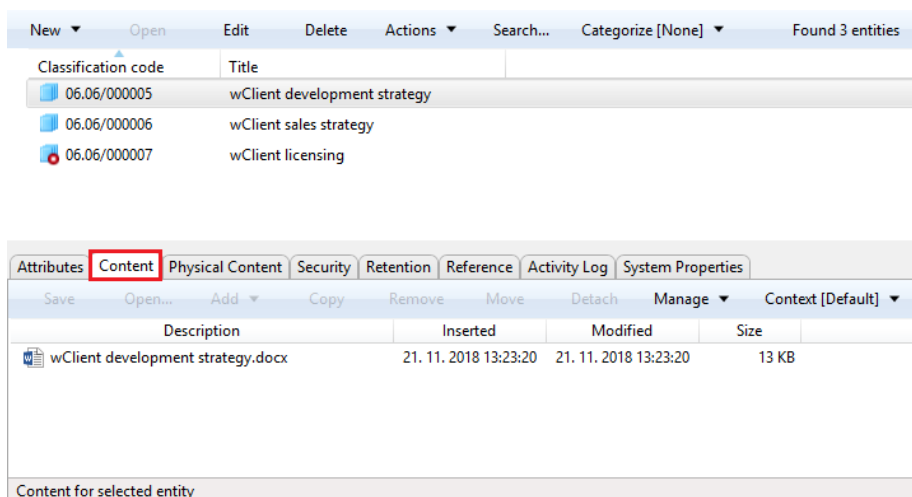 New Open Edit Delete Actions Search... Categorize [None] Found 3 entities
Classification code Title
06.06/000005 wClient development strategy
06.06/000006 wClient sales strategy
06.06/000007 wClient licensing
Attributes Content Physical Content Security Retention Reference Activity Log System Properties
Save Open... Add Copy Remove Move Detach Manage Context [Default]
Description Inserted Modified Size
wClient development strategy.docx 21. 11. 2018 13:23:20 21. 11. 2018 13:23:20 13 KB
Content for selected entity